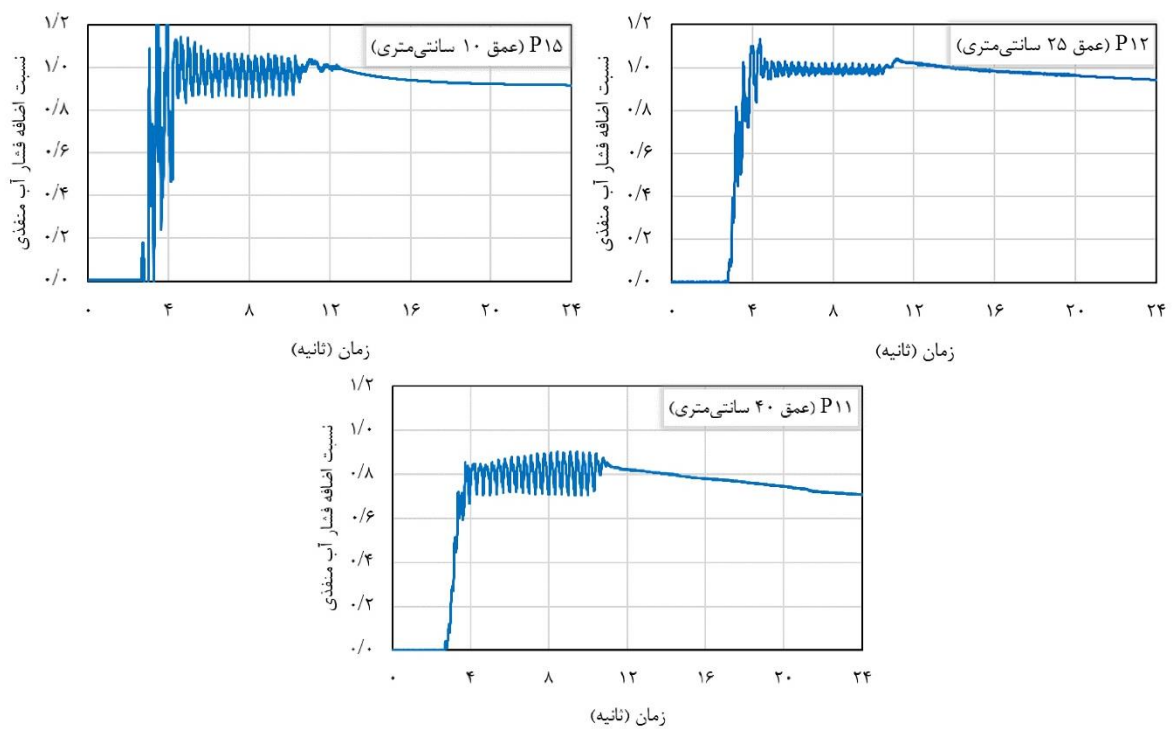 P۱۵ (عمق ۱۰ سانتی‌متری)
نسبت اضافه فشار آب منفذی
۱/۲
۱/۰
۰/۸
۰/۶
۰/۴
۰/۲
۰/۰
۰ ۴ ۸ ۱۲ ۱۶ ۲۰ ۲۴
زمان (ثانیه)
P۱۲ (عمق ۲۵ سانتی‌متری)
نسبت اضافه فشار آب منفذی
۱/۲
۱/۰
۰/۸
۰/۶
۰/۴
۰/۲
۰/۰
۰ ۴ ۸ ۱۲ ۱۶ ۲۰ ۲۴
زمان (ثانیه)
P۱۱ (عمق ۴۰ سانتی‌متری)
نسبت اضافه فشار آب منفذی
۱/۲
۱/۰
۰/۸
۰/۶
۰/۴
۰/۲
۰/۰
۰ ۴ ۸ ۱۲ ۱۶ ۲۰ ۲۴
زمان (ثانیه)